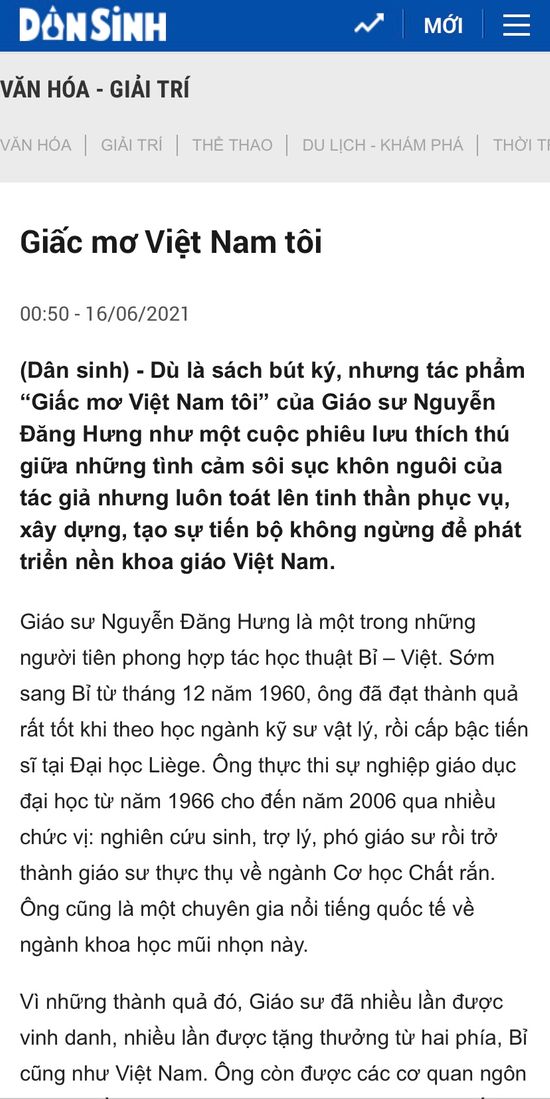 DÂN SINH
MỚI
VĂN HÓA - GIẢI TRÍ
VĂN HÓA | GIẢI TRÍ | THỂ THAO | DU LỊCH - KHÁM PHÁ | THỜI
Giấc mơ Việt Nam tôi
00:50 - 16/06/2021
(Dân sinh) - Dù là sách bút ký, nhưng tác phẩm
“Giấc mơ Việt Nam tôi” của Giáo sư Nguyễn
Đăng Hưng như một cuộc phiêu lưu thích thú
giữa những tình cảm sôi sục khôn nguôi của
tác giả nhưng luôn toát lên tinh thần phục vụ,
xây dựng, tạo sự tiến bộ không ngừng để phát
triển nền khoa giáo Việt Nam.
Giáo sư Nguyễn Đăng Hưng là một trong những
người tiên phong hợp tác học thuật Bỉ – Việt. Sớm
sang Bỉ từ tháng 12 năm 1960, ông đã đạt thành quả
rất tốt khi theo học ngành kỹ sư vật lý, rồi cấp bậc tiến
sĩ tại Đại học Liège. Ông thực thi sự nghiệp giáo dục
đại học từ năm 1966 cho đến năm 2006 qua nhiều
chức vị: nghiên cứu sinh, trợ lý, phó giáo sư rồi trở
thành giáo sư thực thụ về ngành Cơ học Chất rắn.
Ông cũng là một chuyên gia nổi tiếng quốc tế về
ngành khoa học mũi nhọn này.
Vì những thành quả đó, Giáo sư đã nhiều lần được
vinh danh, nhiều lần được tặng thưởng từ hai phía, Bỉ
cũng như Việt Nam. Ông còn được các cơ quan ngôn